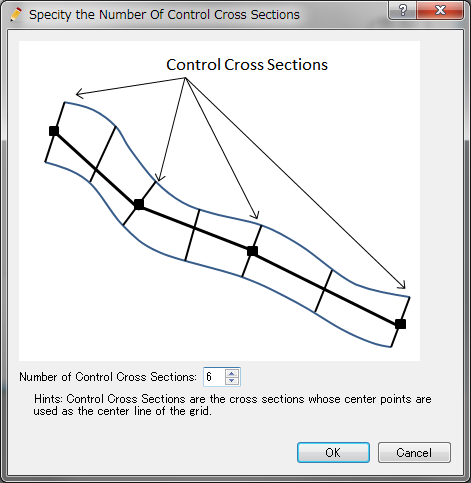 Specify the Number Of Control Cross Sections
Control Cross Sections
Number of Control Cross Sections: 6
Hints: Control Cross Sections are the cross sections whose center points are
used as the center line of the grid.
OK Cancel